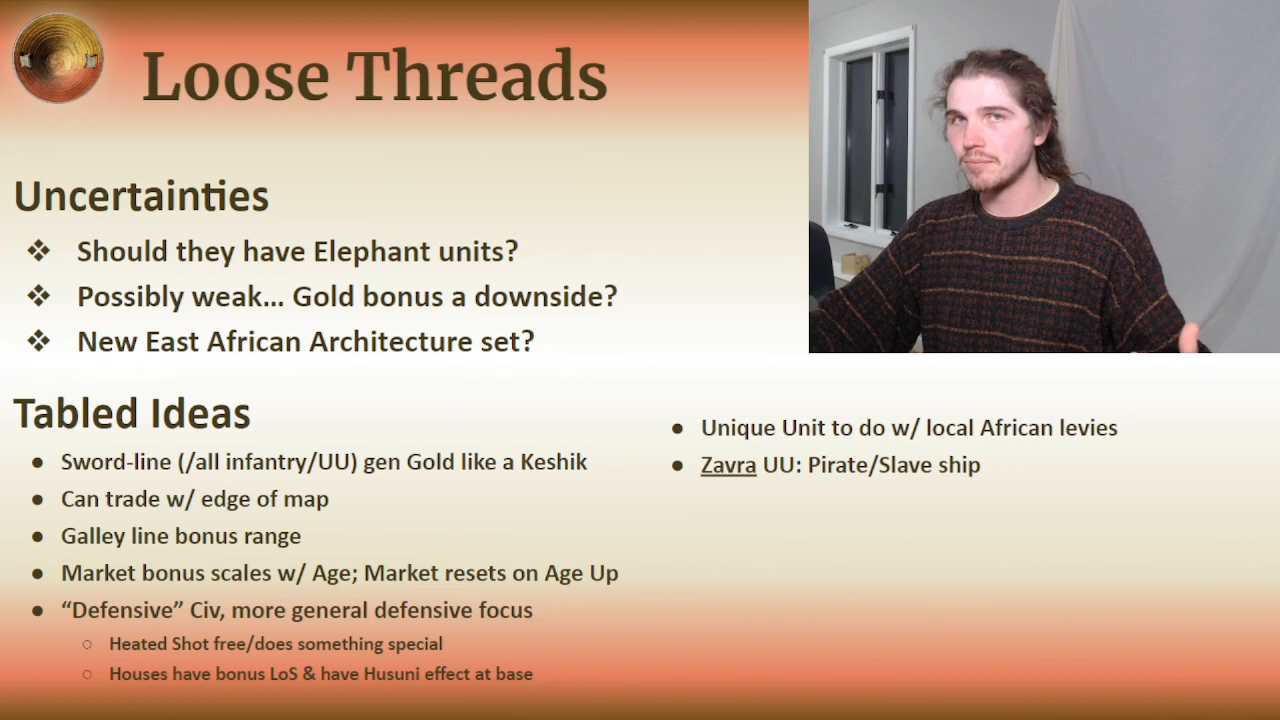 Loose Threads
Uncertainties
❖ Should they have Elephant units?
❖ Possibly weak... Gold bonus a downside?
❖ New East African Architecture set?
Tabled Ideas
● Sword-line (/all infantry/UU) gen Gold like a Keshik
● Can trade w/ edge of map
● Galley line bonus range
● Market bonus scales w/ Age; Market resets on Age Up
● “Defensive” Civ, more general defensive focus
○ Heated Shot free/does something special
○ Houses have bonus LoS & have Husuni effect at base
● Unique Unit to do w/ local African levies
● Zavra UU: Pirate/Slave ship